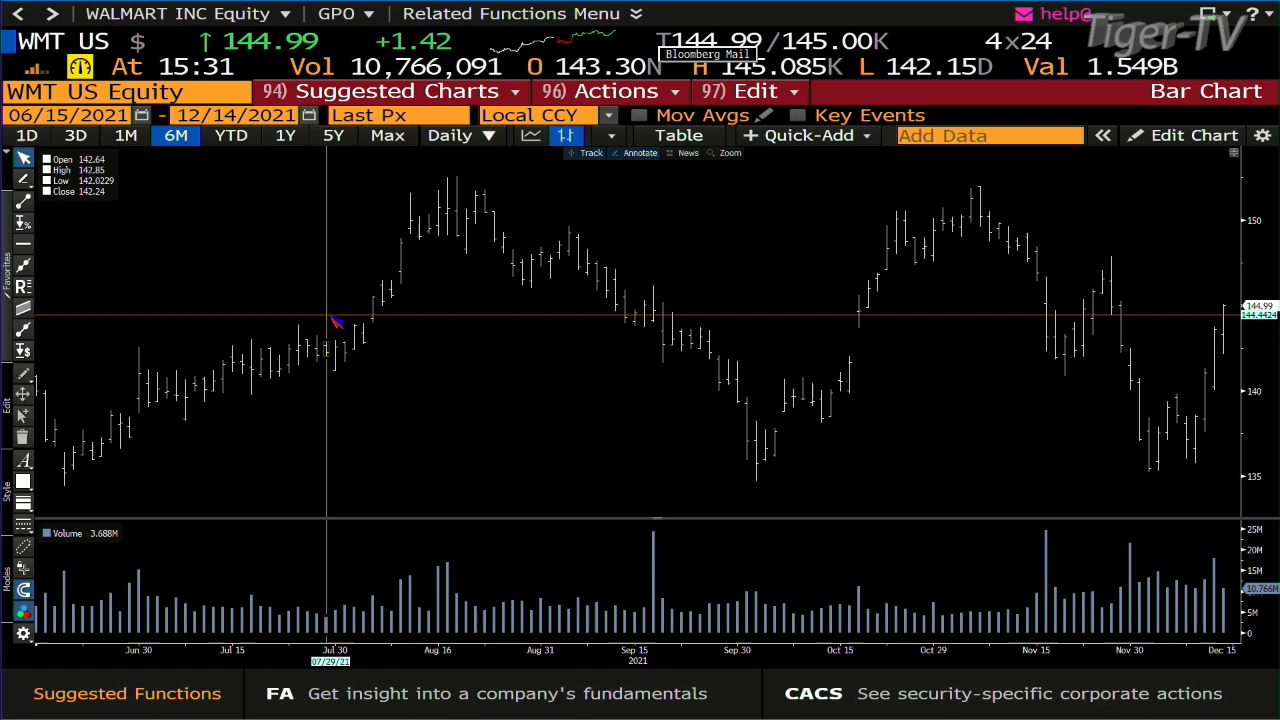 WALMART INC Equity GPO Related Functions Menu help@ ?
Tiger-TV
WMT US $ ↑ 144.99 +1.42 T144.99 /145.00K 4x24
Bloomberg Mail
At 15:31 Vol 10,766,091 O 143.30N H 145.085K L 142.15D Val 1.549B
WMT US Equity 94) Suggested Charts 96) Actions 97) Edit Bar Chart
06/15/2021 - 12/14/2021 Last Px Local CCY Mov Avgs Key Events
1D 3D 1M 6M YTD 1Y 5Y Max Daily ▼ Table + Quick-Add Add Data « Edit Chart
Track Annotate News Zoom
Open 142.64
High 142.85
Low 142.0229
Close 142.24
Favorites
Edit
Style
Modes
150
144.99
144.4424
140
135
Volume 3.688M
25M
20M
15M
10.766M
5M
0
Jun 30 Jul 15 Jul 30 Aug 16 Aug 31 Sep 15 Sep 30 Oct 15 Oct 29 Nov 15 Nov 30 Dec 15
07/29/21 2021
Suggested Functions FA Get insight into a company's fundamentals CACS See security-specific corporate actions